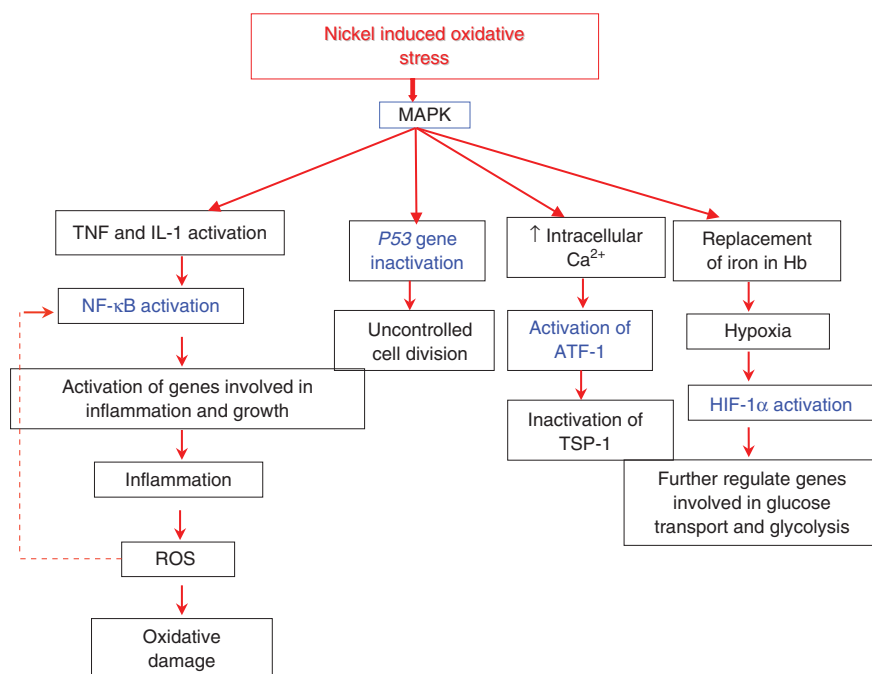 Nickel induced oxidative
stress
MAPK
TNF and IL-1 activation
NF-κB activation
Activation of genes involved in
inflammation and growth
Inflammation
ROS
Oxidative
damage
P53 gene
inactivation
Uncontrolled
cell division
↑ Intracellular
Ca²⁺
Activation of
ATF-1
Inactivation of
TSP-1
Replacement
of iron in Hb
Hypoxia
HIF-1α activation
Further regulate genes
involved in glucose
transport and glycolysis